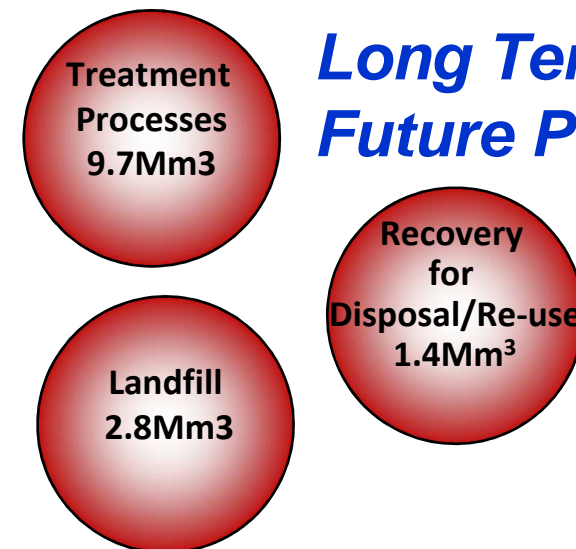 Treatment
Processes
9.7Mm3
Long Ter
Future P
Recovery
for
Disposal/Re-use
1.4Mm³
Landfill
2.8Mm3